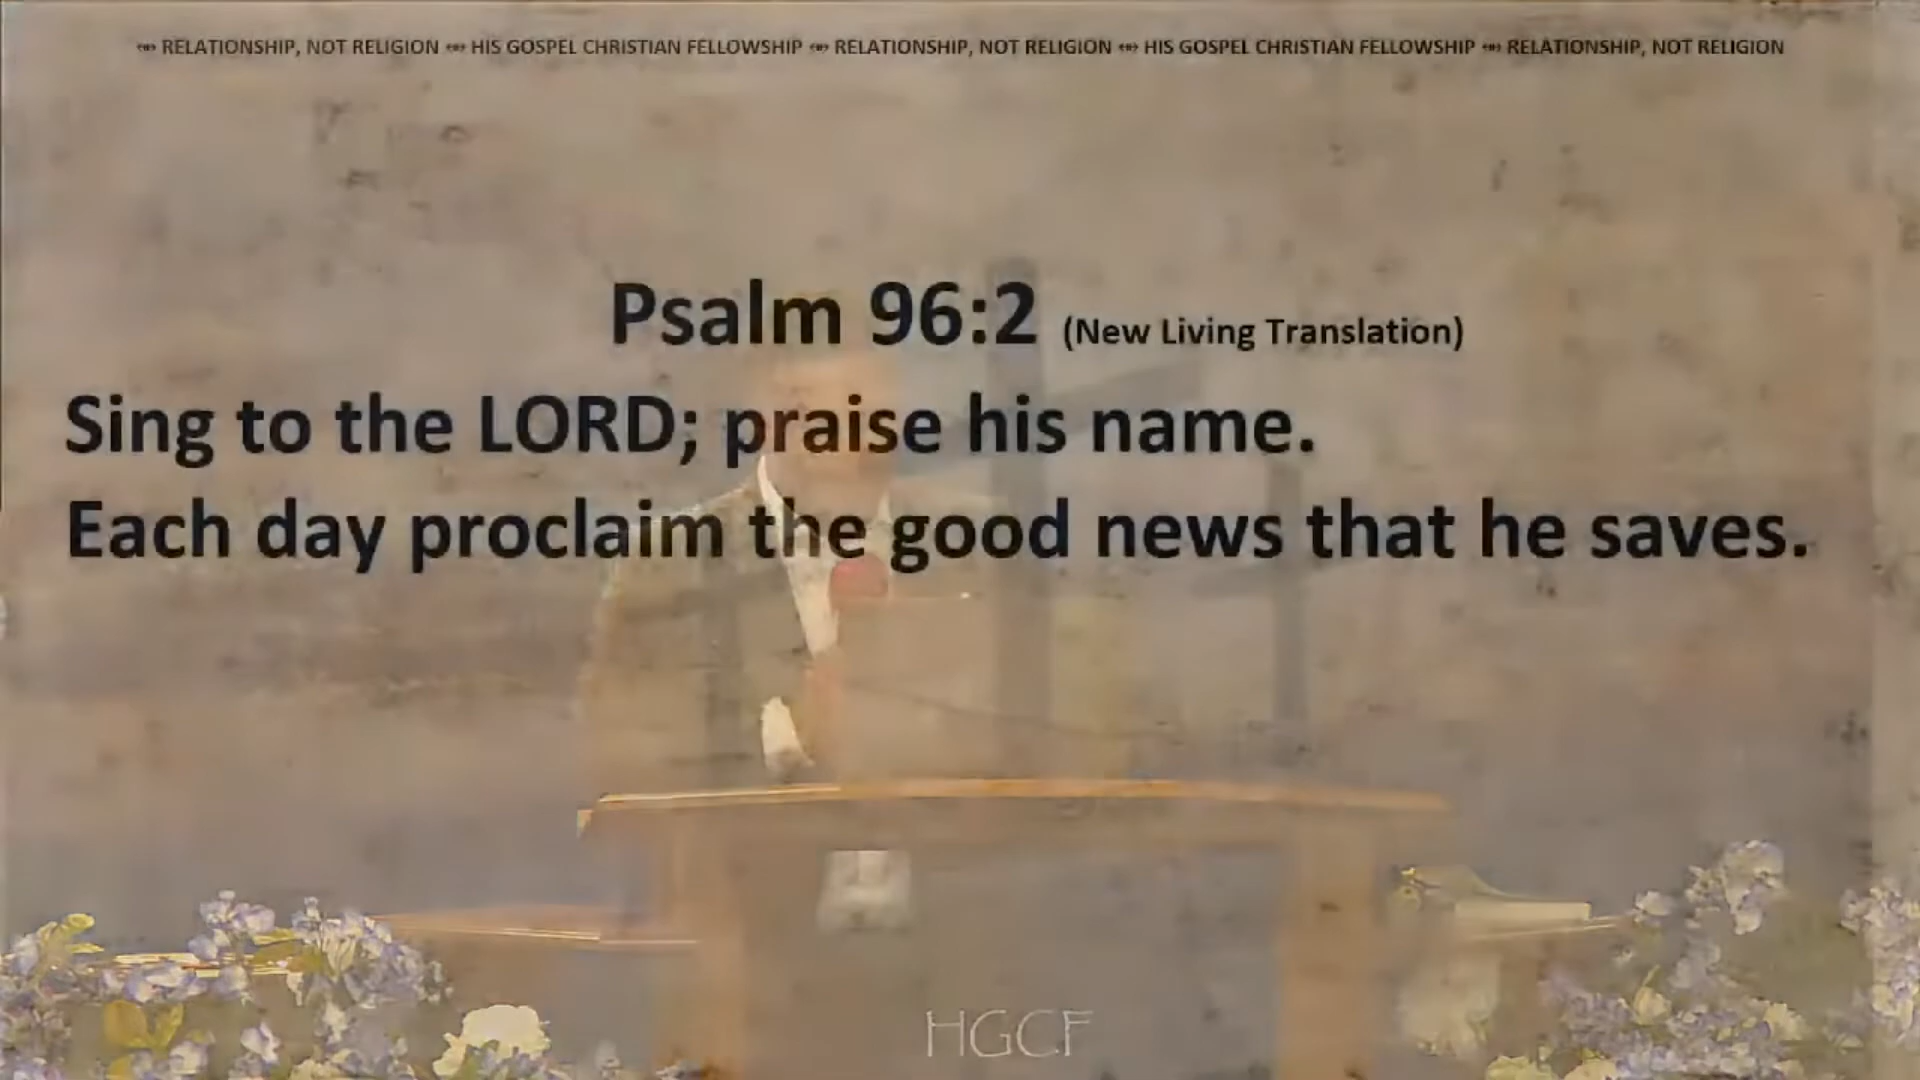 RELATIONSHIP, NOT RELIGION «» HIS GOSPEL CHRISTIAN FELLOWSHIP «» RELATIONSHIP, NOT RELIGION «» HIS GOSPEL CHRISTIAN FELLOWSHIP «» RELATIONSHIP, NOT RELIGION
Psalm 96:2 (New Living Translation)
Sing to the LORD; praise his name.
Each day proclaim the good news that he saves.
HGCF